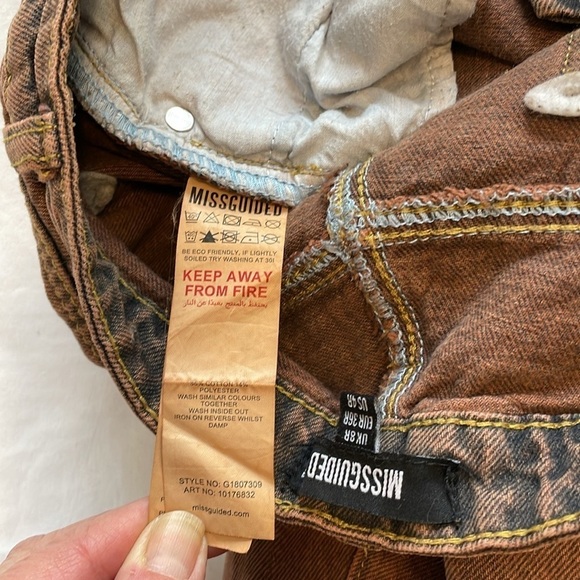 MISSGUIDED
BE ECO FRIENDLY, IF LIGHTLY
SOILED TRY WASHING AT 30!
KEEP AWAY
FROM FIRE
COTTON 14%
POLYESTER
WASH SIMILAR COLOURS
TOGETHER
WASH INSIDE OUT
IRON ON REVERSE WHILST
DAMP
STYLE NO: G1807309
ART NO: 10176832
missguided.com
UK 8R
EUR 36R
US 4R
MISSGUIDED